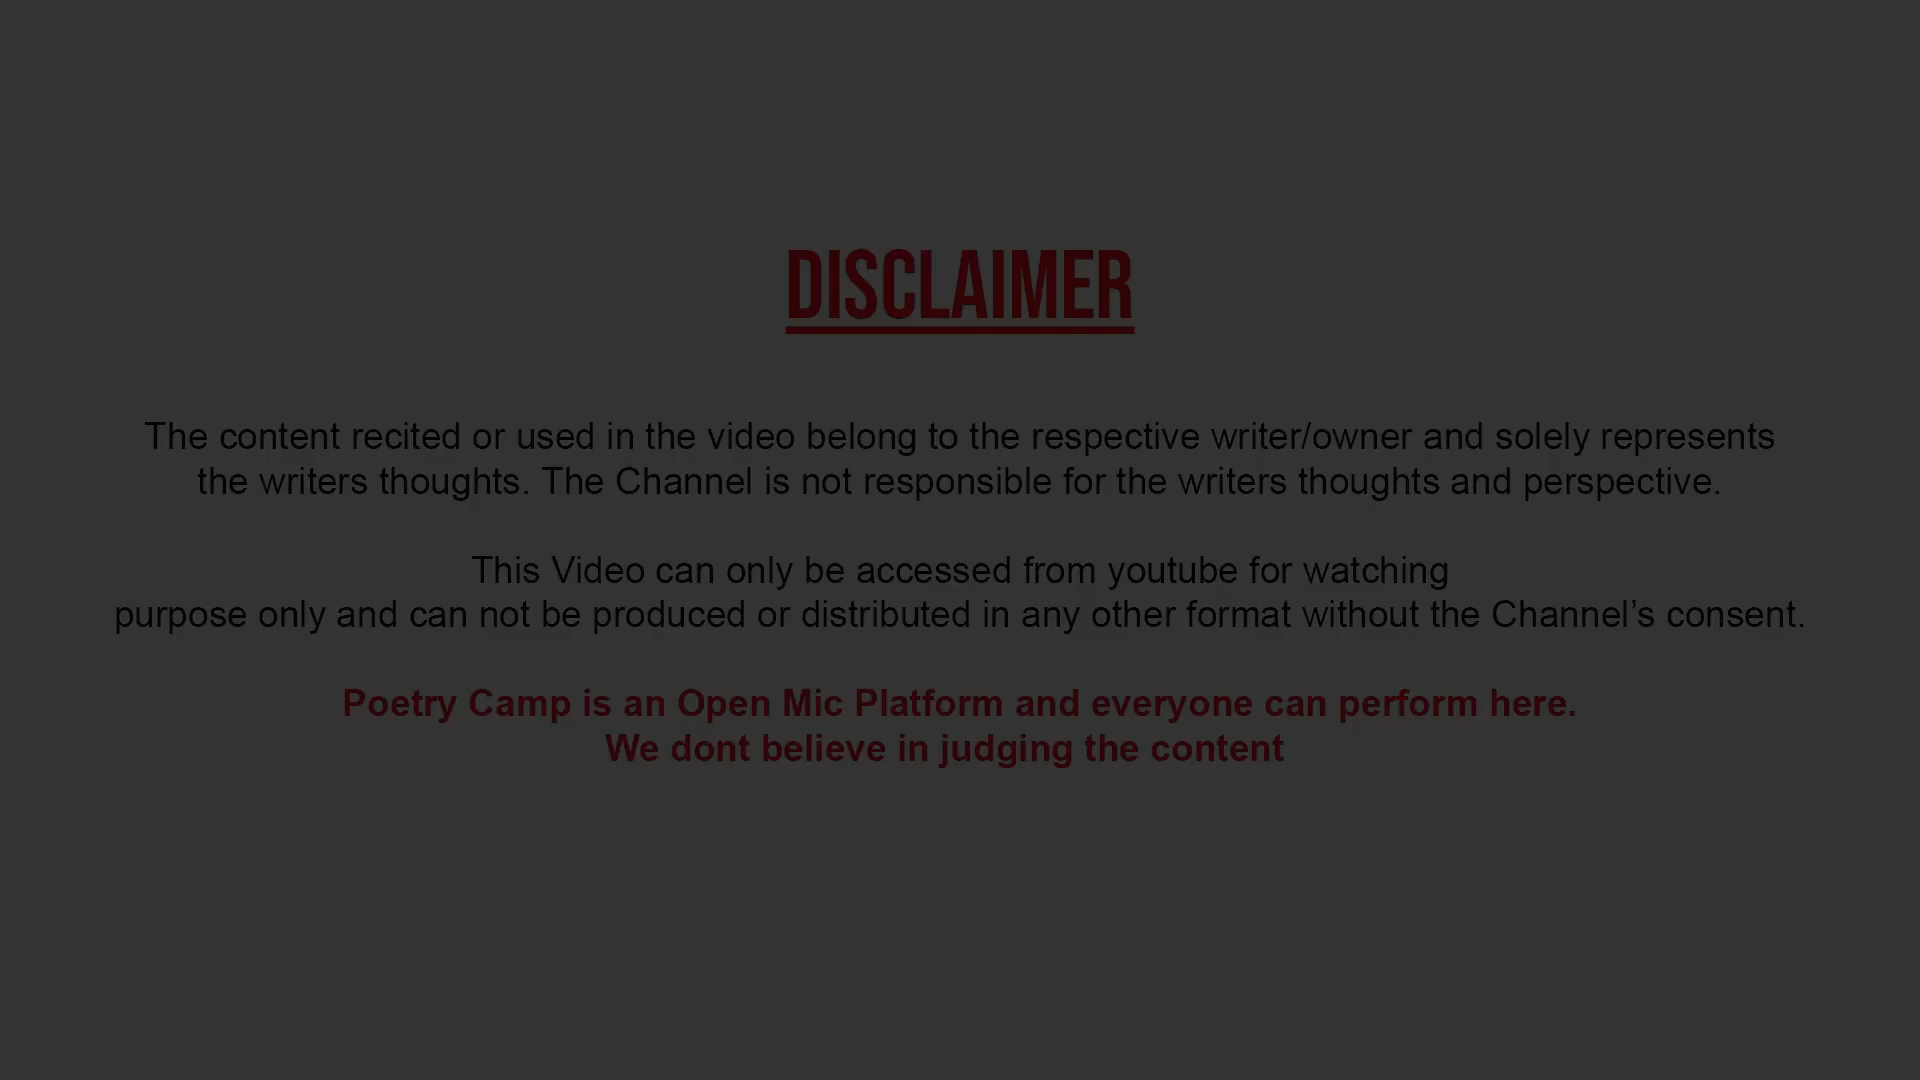 DISCLAIMER
The content recited or used in the video belong to the respective writer/owner and solely represents
the writers thoughts. The Channel is not responsible for the writers thoughts and perspective.
This Video can only be accessed from youtube for watching
purpose only and can not be produced or distributed in any other format without the Channel’s consent.
Poetry Camp is an Open Mic Platform and everyone can perform here.
We dont believe in judging the content